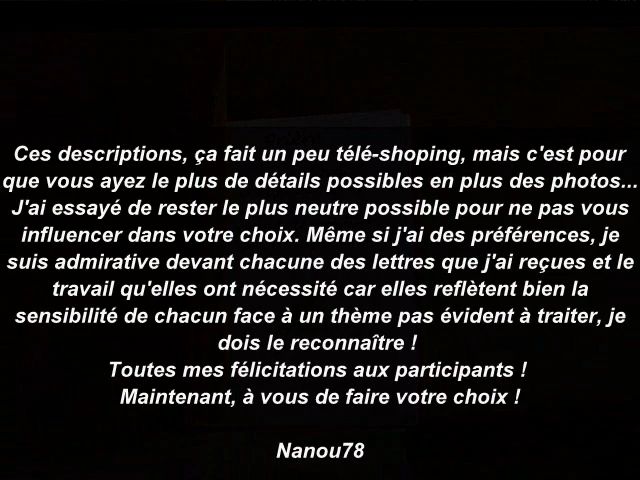 Ces descriptions, ça fait un peu télé-shoping, mais c'est pour
que vous ayez le plus de détails possibles en plus des photos...
J'ai essayé de rester le plus neutre possible pour ne pas vous
influencer dans votre choix. Même si j'ai des préférences, je
suis admirative devant chacune des lettres que j'ai reçues et le
travail qu'elles ont nécessité car elles reflètent bien la
sensibilité de chacun face à un thème pas évident à traiter, je
dois le reconnaître !
Toutes mes félicitations aux participants !
Maintenant, à vous de faire votre choix !
Nanou78